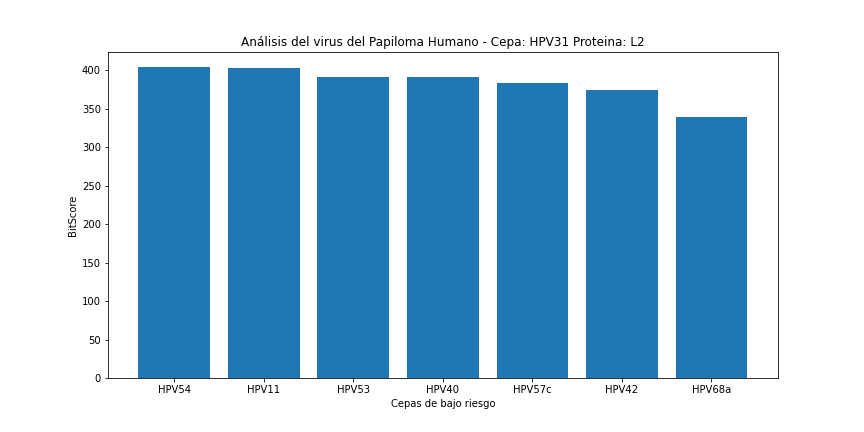 Análisis del virus del Papiloma Humano - Cepa: HPV31 Proteina: L2
BitScore
400
350
300
250
200
150
100
50
0
HPV54 HPV11 HPV53 HPV40 HPV57c HPV42 HPV68a
Cepas de bajo riesgo